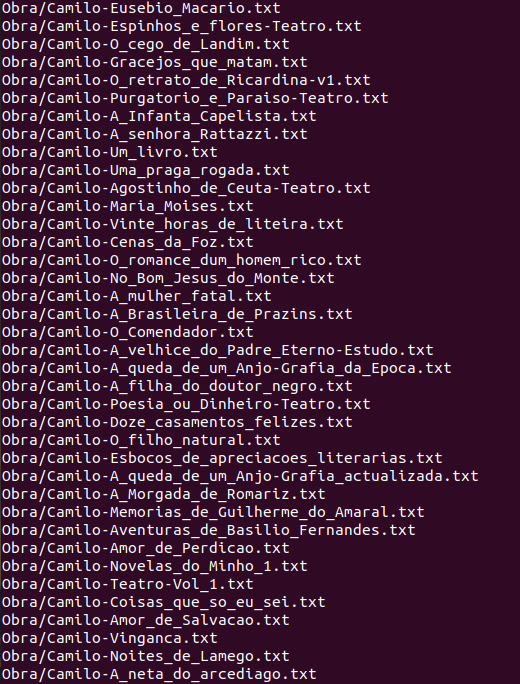 Obra/Camilo-Eusebio_Macario.txt
Obra/Camilo-Espinhos_e_flores-Teatro.txt
Obra/Camilo-O_cego_de_Landim.txt
Obra/Camilo-Gracejos_que_matam.txt
Obra/Camilo-O_retrato_de_Ricardina-v1.txt
Obra/Camilo-Purgatorio_e_Paraiso-Teatro.txt
Obra/Camilo-A_Infanta_Capelista.txt
Obra/Camilo-A_senhora_Rattazzi.txt
Obra/Camilo-Um_livro.txt
Obra/Camilo-Uma_praga_rogada.txt
Obra/Camilo-Agostinho_de_Ceuta-Teatro.txt
Obra/Camilo-Maria_Moises.txt
Obra/Camilo-Vinte_horas_de_liteira.txt
Obra/Camilo-Cenas_da_Foz.txt
Obra/Camilo-O_romance_dum_homem_rico.txt
Obra/Camilo-No_Bom_Jesus_do_Monte.txt
Obra/Camilo-A_mulher_fatal.txt
Obra/Camilo-A_Brasileira_de_Prazins.txt
Obra/Camilo-O_Comendador.txt
Obra/Camilo-A_velhice_do_Padre_Eterno-Estudo.txt
Obra/Camilo-A_queda_de_um_Anjo-Grafia_da_Epoca.txt
Obra/Camilo-A_filha_do_doutor_negro.txt
Obra/Camilo-Poesia_ou_Dinheiro-Teatro.txt
Obra/Camilo-Doze_casamentos_felizes.txt
Obra/Camilo-O_filho_natural.txt
Obra/Camilo-Esbocos_de_apreciacoes_literarias.txt
Obra/Camilo-A_queda_de_um_Anjo-Grafia_actualizada.txt
Obra/Camilo-A_Morgada_de_Romariz.txt
Obra/Camilo-Memorias_de_Guilherme_do_Amaral.txt
Obra/Camilo-Aventuras_de_Basilio_Fernandes.txt
Obra/Camilo-Amor_de_Perdicao.txt
Obra/Camilo-Novelas_do_Minho_1.txt
Obra/Camilo-Teatro-Vol_1.txt
Obra/Camilo-Coisas_que_so_eu_sei.txt
Obra/Camilo-Amor_de_Salvacao.txt
Obra/Camilo-Vinganca.txt
Obra/Camilo-Noites_de_Lamego.txt
Obra/Camilo-A_neta_do_arcediago.txt